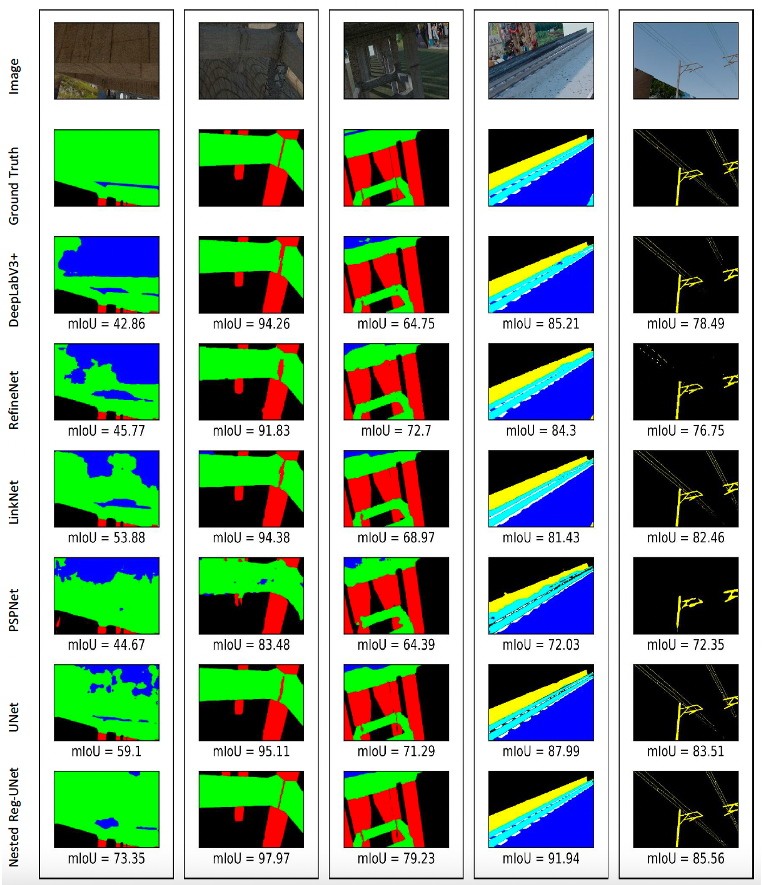 Image
Ground Truth
DeepLabV3+
mIoU = 42.86
mIoU = 94.26
mIoU = 64.75
mIoU = 85.21
mIoU = 78.49
RefineNet
mIoU = 45.77
mIoU = 91.83
mIoU = 72.7
mIoU = 84.3
mIoU = 76.75
LinkNet
mIoU = 53.88
mIoU = 94.38
mIoU = 68.97
mIoU = 81.43
mIoU = 82.46
PSPNet
mIoU = 44.67
mIoU = 83.48
mIoU = 64.39
mIoU = 72.03
mIoU = 72.35
UNet
mIoU = 59.1
mIoU = 95.11
mIoU = 71.29
mIoU = 87.99
mIoU = 83.51
Nested Reg-UNet
mIoU = 73.35
mIoU = 97.97
mIoU = 79.23
mIoU = 91.94
mIoU = 85.56